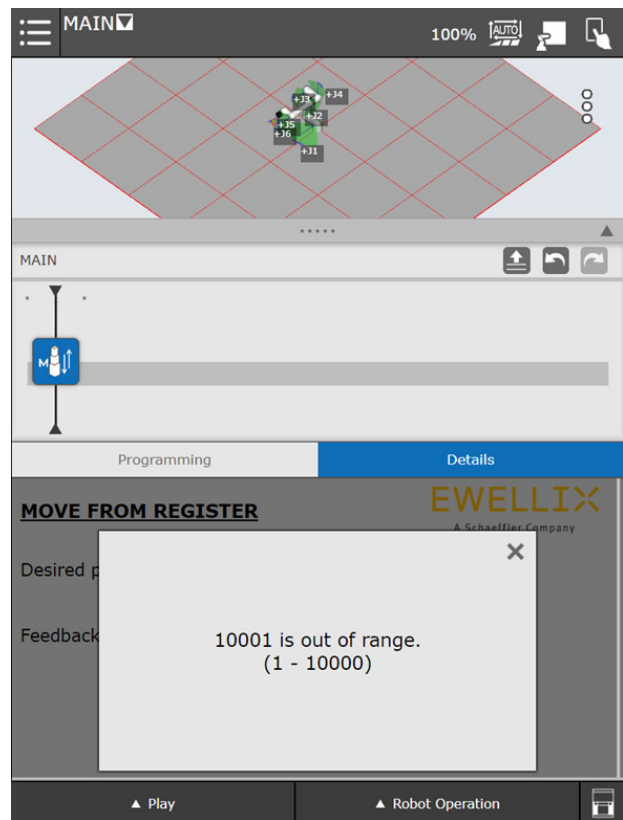 MAIN
100%
AUTO
+J3
+J4
+J2
+J5
+J6
+J1
MAIN
M
Programming
Details
MOVE FROM REGISTER
EWELLIX
A Schaeffler Company
Desired p
Feedback
10001 is out of range.
(1 - 10000)
Play
Robot Operation